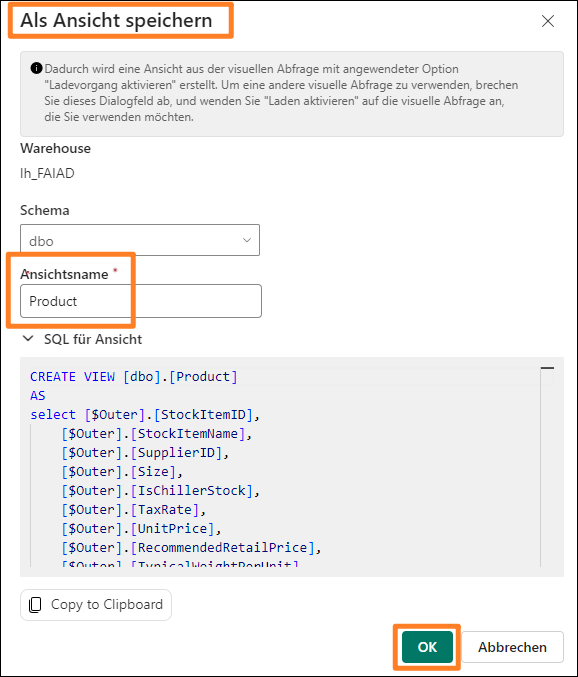 Als Ansicht speichern
Dadurch wird eine Ansicht aus der visuellen Abfrage mit angewendeter Option
"Ladevorgang aktivieren" erstellt. Um eine andere visuelle Abfrage zu verwenden, brechen
Sie dieses Dialogfeld ab, und wenden Sie "Laden aktivieren" auf die visuelle Abfrage an,
die Sie verwenden möchten.
Warehouse
lh_FAIAD
Schema
dbo
Ansichtsname *
Product
SQL für Ansicht
CREATE VIEW [dbo].[Product]
AS
select [$Outer].[StockItemID],
[$Outer].[StockItemName],
[$Outer].[SupplierID],
[$Outer].[Size],
[$Outer].[IsChillerStock],
[$Outer].[TaxRate],
[$Outer].[UnitPrice],
[$Outer].[RecommendedRetailPrice],
[$Outer].[TypicalWeightPerUnit]
Copy to Clipboard
OK
Abbrechen